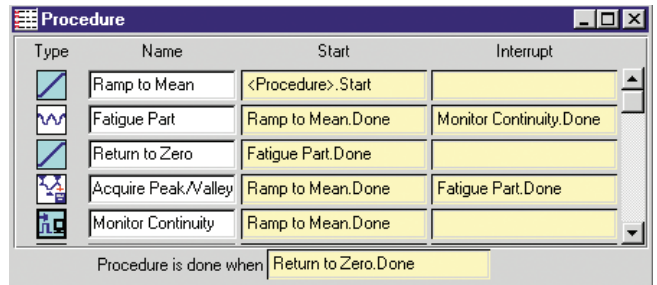 Procedure
Type Name Start Interrupt
Ramp to Mean <Procedure>.Start
Fatigue Part Ramp to Mean.Done Monitor Continuity.Done
Return to Zero Fatigue Part.Done
Acquire Peak/Valley Ramp to Mean.Done Fatigue Part.Done
Monitor Continuity Ramp to Mean.Done
Procedure is done when Return to Zero.Done